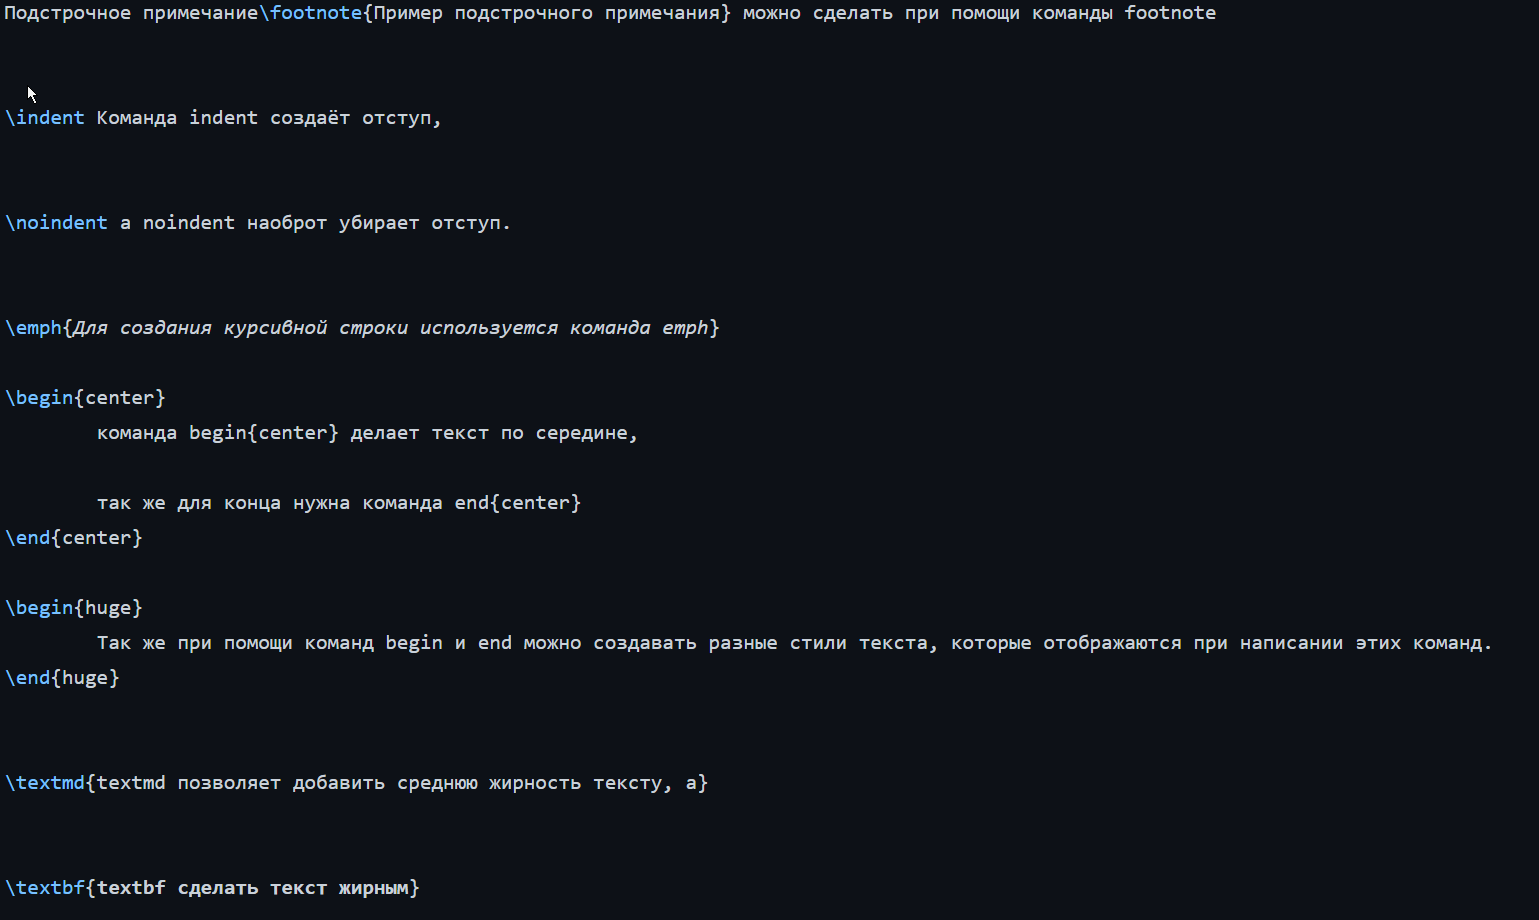 Подстрочное примечание\footnote{Пример подстрочного примечания} можно сделать при помощи команды footnote
\indent Команда indent создаёт отступ,
\noindent а noindent наоброт убирает отступ.
\emph{Для создания курсивной строки используется команда emph}
\begin{center}
команда begin{center} делает текст по середине,
так же для конца нужна команда end{center}
\end{center}
\begin{huge}
Так же при помощи команд begin и end можно создавать разные стили текста, которые отображаются при написании этих команд.
\end{huge}
\textmd{textmd позволяет добавить среднюю жирность тексту, а}
\textbf{textbf сделать текст жирным}